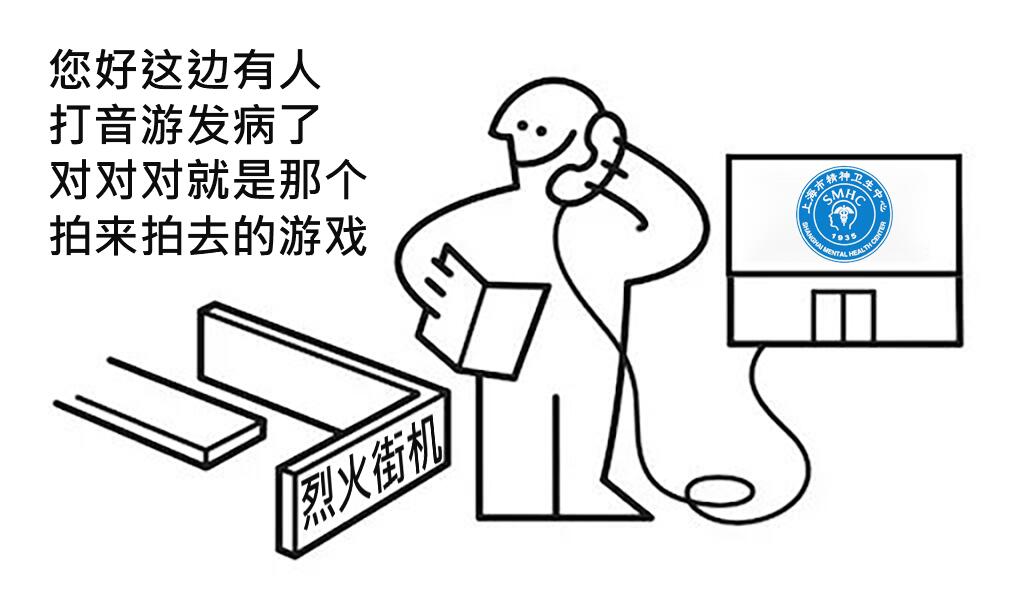 您好这边有人
打音游发病了
对对对就是那个
拍来拍去的游戏
上海市精神卫生中心
SMHC
1935
SHANGHAI MENTAL HEALTH CENTER
烈火街机